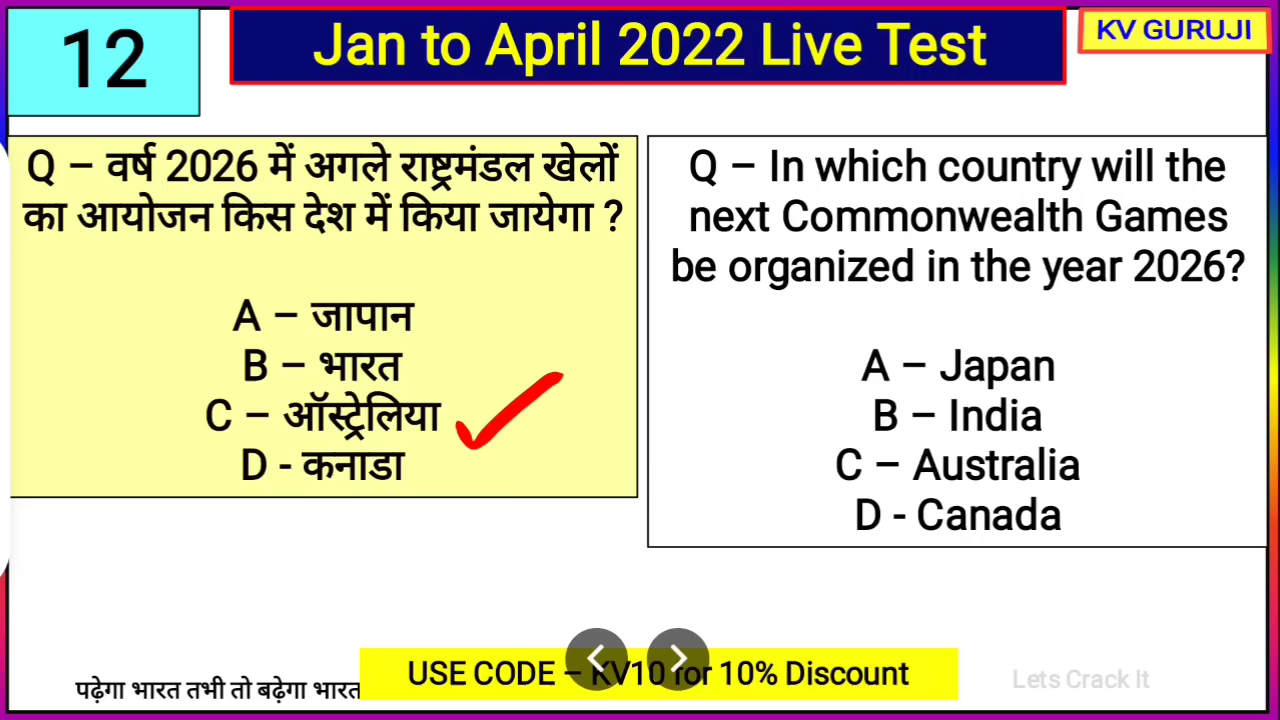 12
Jan to April 2022 Live Test
KV GURUJI
Q – वर्ष 2026 में अगले राष्ट्रमंडल खेलों
का आयोजन किस देश में किया जायेगा ?
A – जापान
B – भारत
C – ऑस्ट्रेलिया
D - कनाडा
Q – In which country will the
next Commonwealth Games
be organized in the year 2026?
A – Japan
B – India
C – Australia
D - Canada
पढ़ेगा भारत तभी तो बढ़ेगा भारत
USE CODE – KV10 for 10% Discount
Lets Crack It